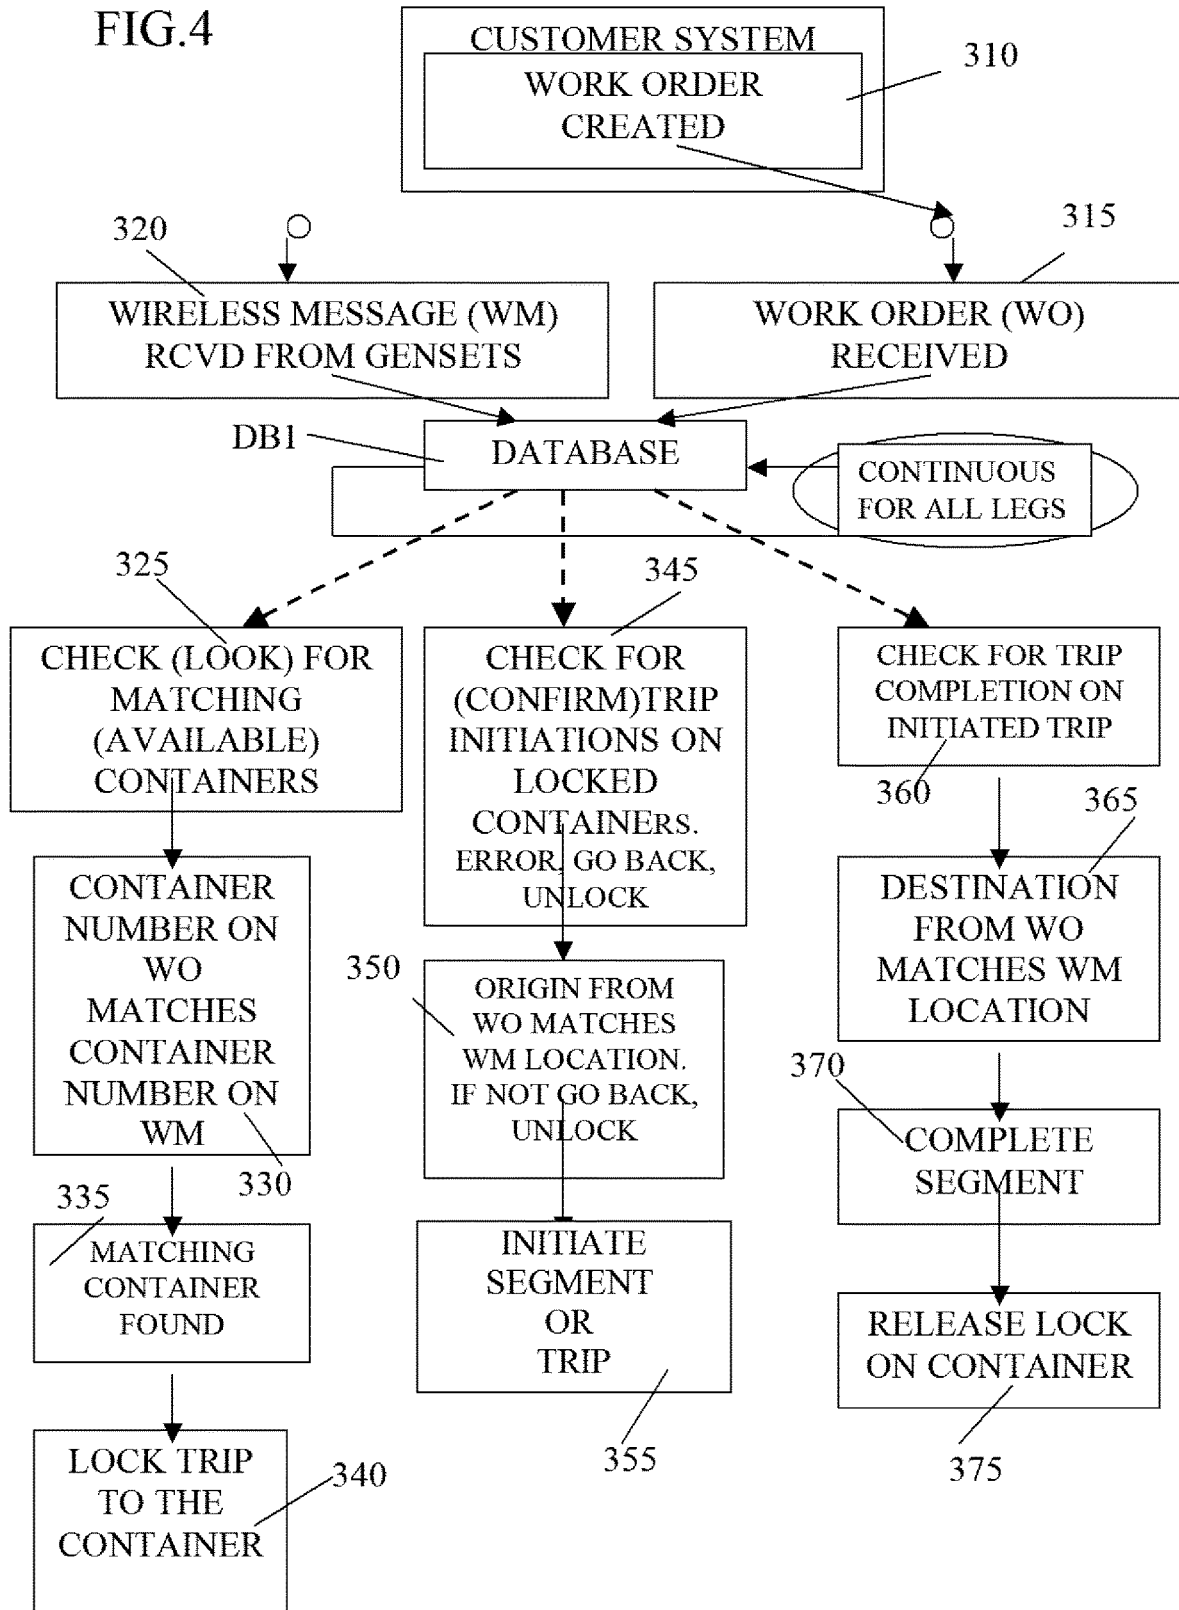 FIG.4
CUSTOMER SYSTEM
WORK ORDER
CREATED
310
320
315
WIRELESS MESSAGE (WM)
RCVD FROM GENSETS
WORK ORDER (WO)
RECEIVED
DB1
DATABASE
CONTINUOUS
FOR ALL LEGS
325
CHECK (LOOK) FOR
MATCHING
(AVAILABLE)
CONTAINERS
CONTAINER
NUMBER ON
WO
MATCHES
CONTAINER
NUMBER ON
WM
330
335
MATCHING
CONTAINER
FOUND
LOCK TRIP
TO THE
CONTAINER
340
345
CHECK FOR
(CONFIRM)TRIP
INITIATIONS ON
LOCKED
CONTAINERS.
ERROR, GO BACK,
UNLOCK
350
ORIGIN FROM
WO MATCHES
WM LOCATION.
IF NOT GO BACK,
UNLOCK
INITIATE
SEGMENT
OR
TRIP
355
CHECK FOR TRIP
COMPLETION ON
INITIATED TRIP
360
365
DESTINATION
FROM WO
MATCHES WM
LOCATION
370
COMPLETE
SEGMENT
RELEASE LOCK
ON CONTAINER
375